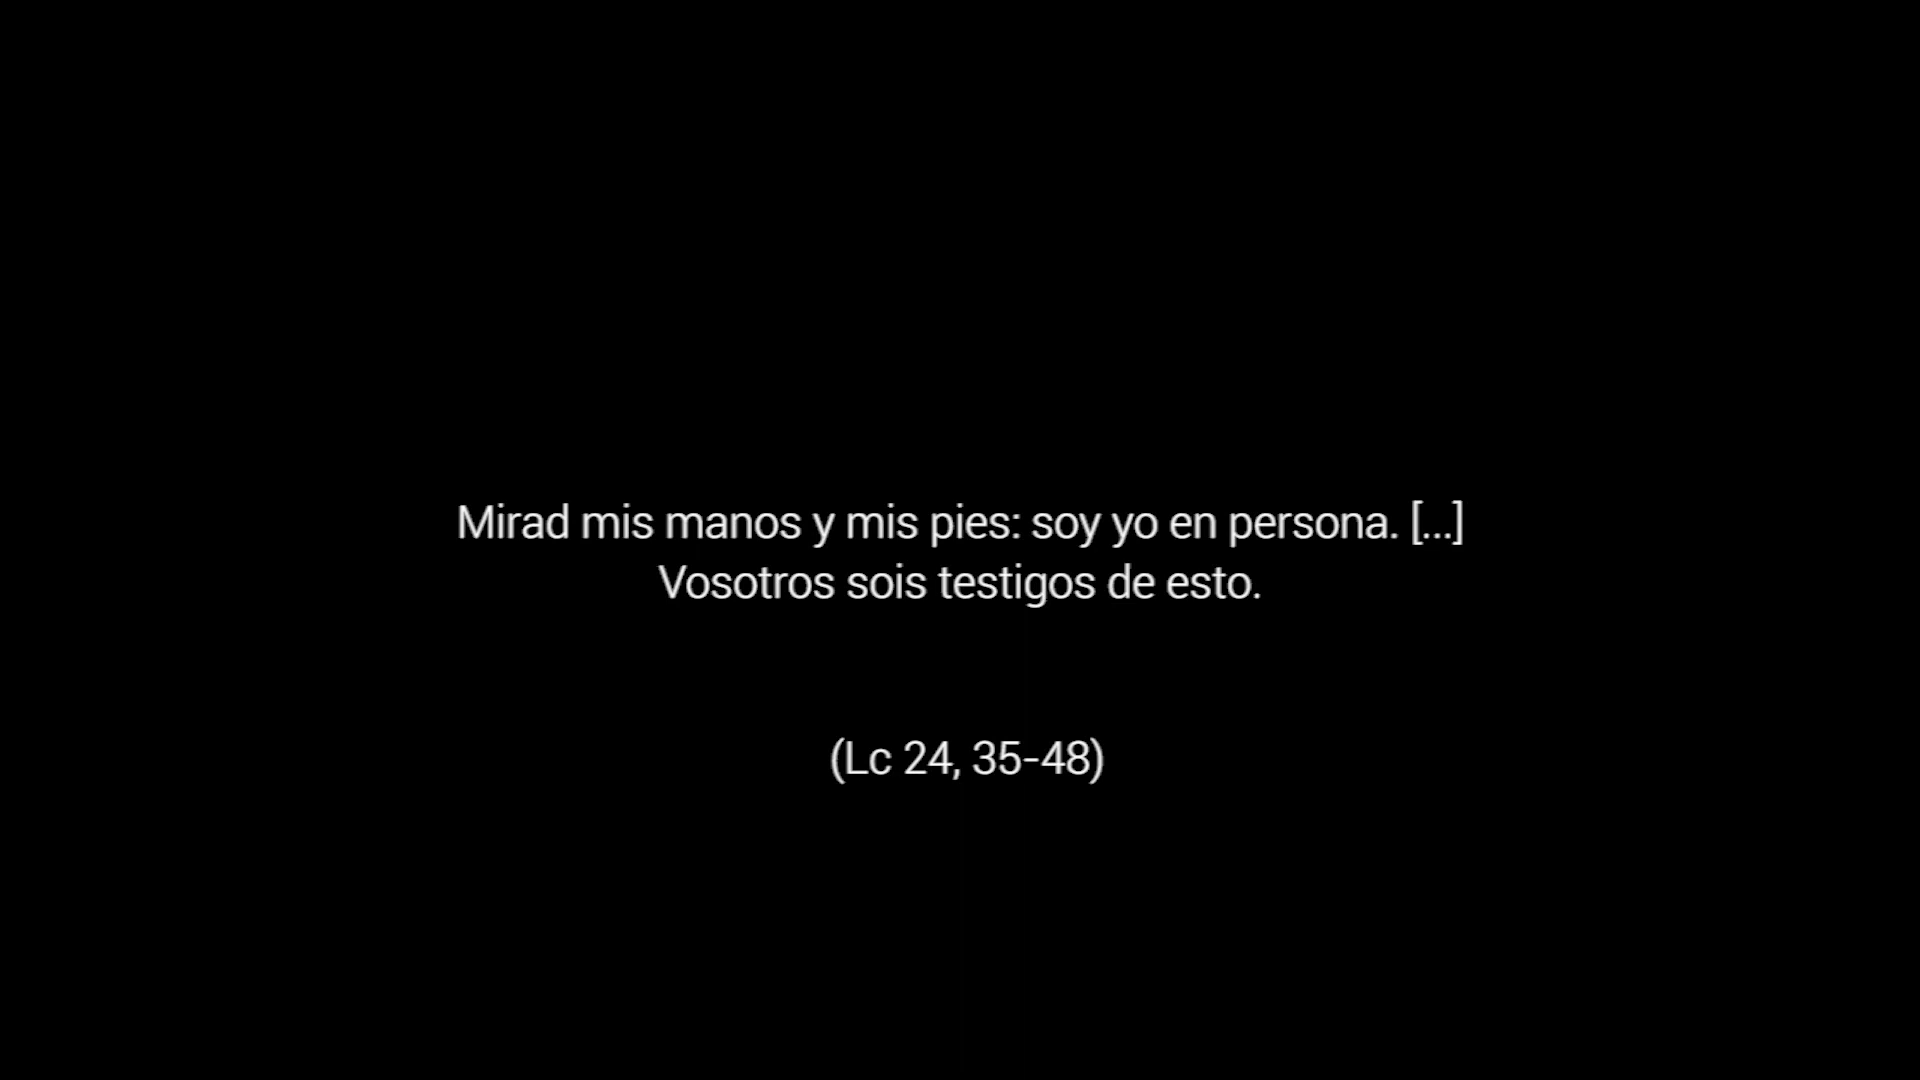 Mirad mis manos y mis pies: soy yo en persona. [...]
Vosotros sois testigos de esto.
(Lc 24, 35-48)